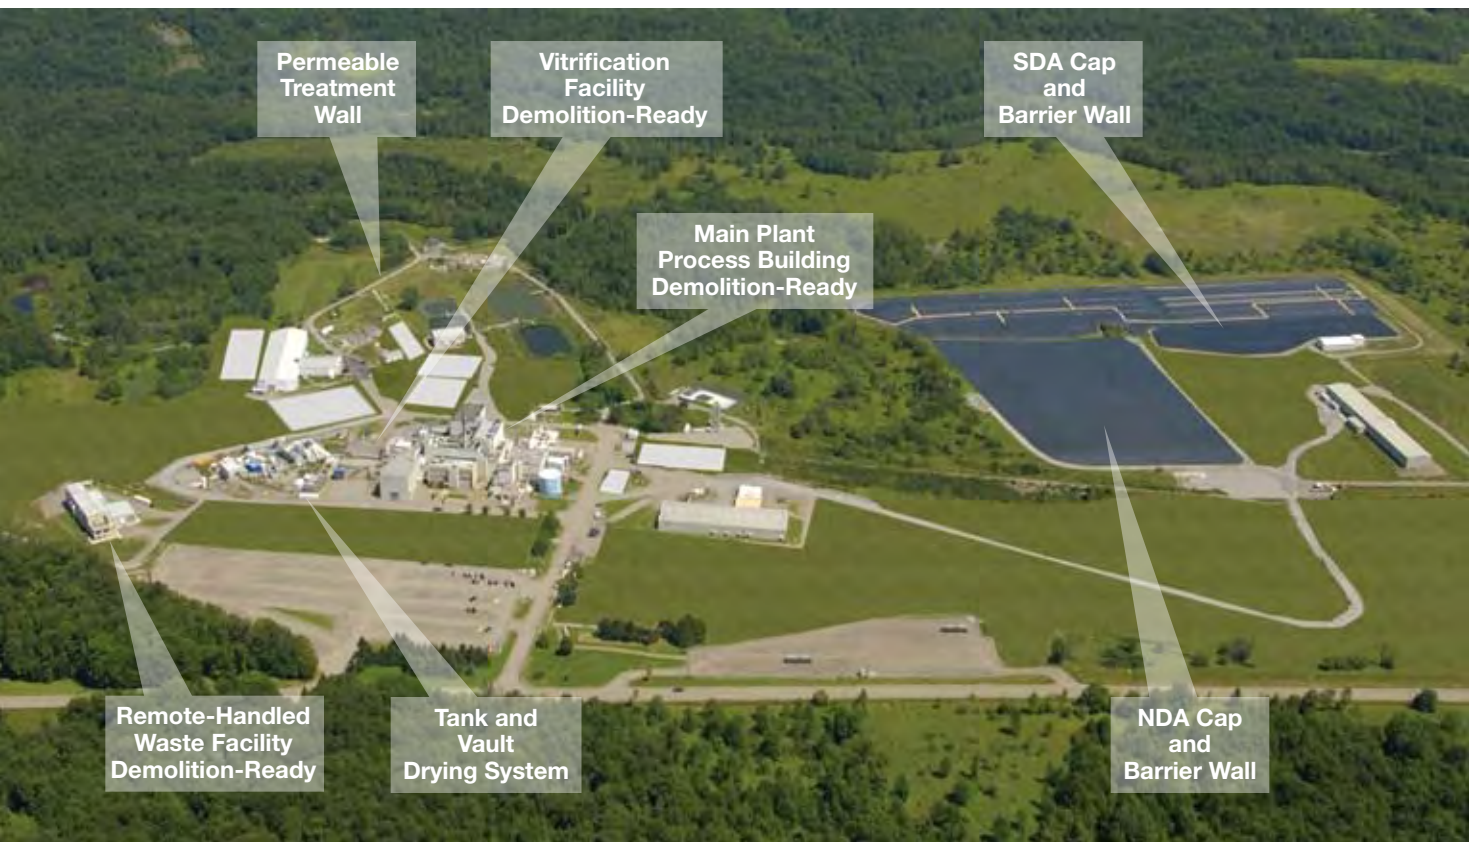 Permeable
Treatment
Wall
Vitrification
Facility
Demolition-Ready
SDA Cap
and
Barrier Wall
Main Plant
Process Building
Demolition-Ready
Remote-Handled
Waste Facility
Demolition-Ready
Tank and
Vault
Drying System
NDA Cap
and
Barrier Wall